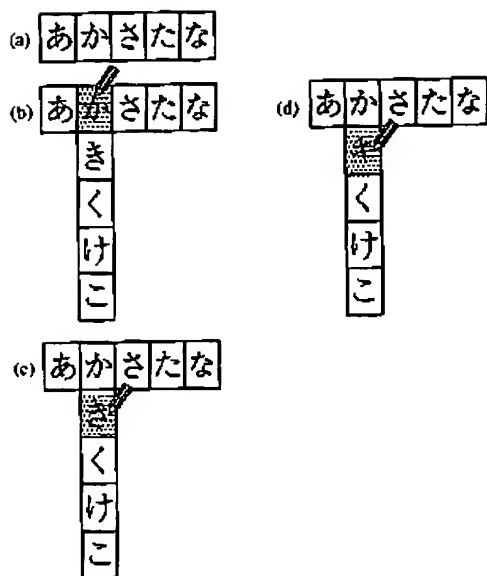 (a) あ か さ た な
(b) あ か さ た な
き
く
け
こ
(c) あ か さ た な
き
く
け
こ
(d) あ か さ た な
く
け
こ